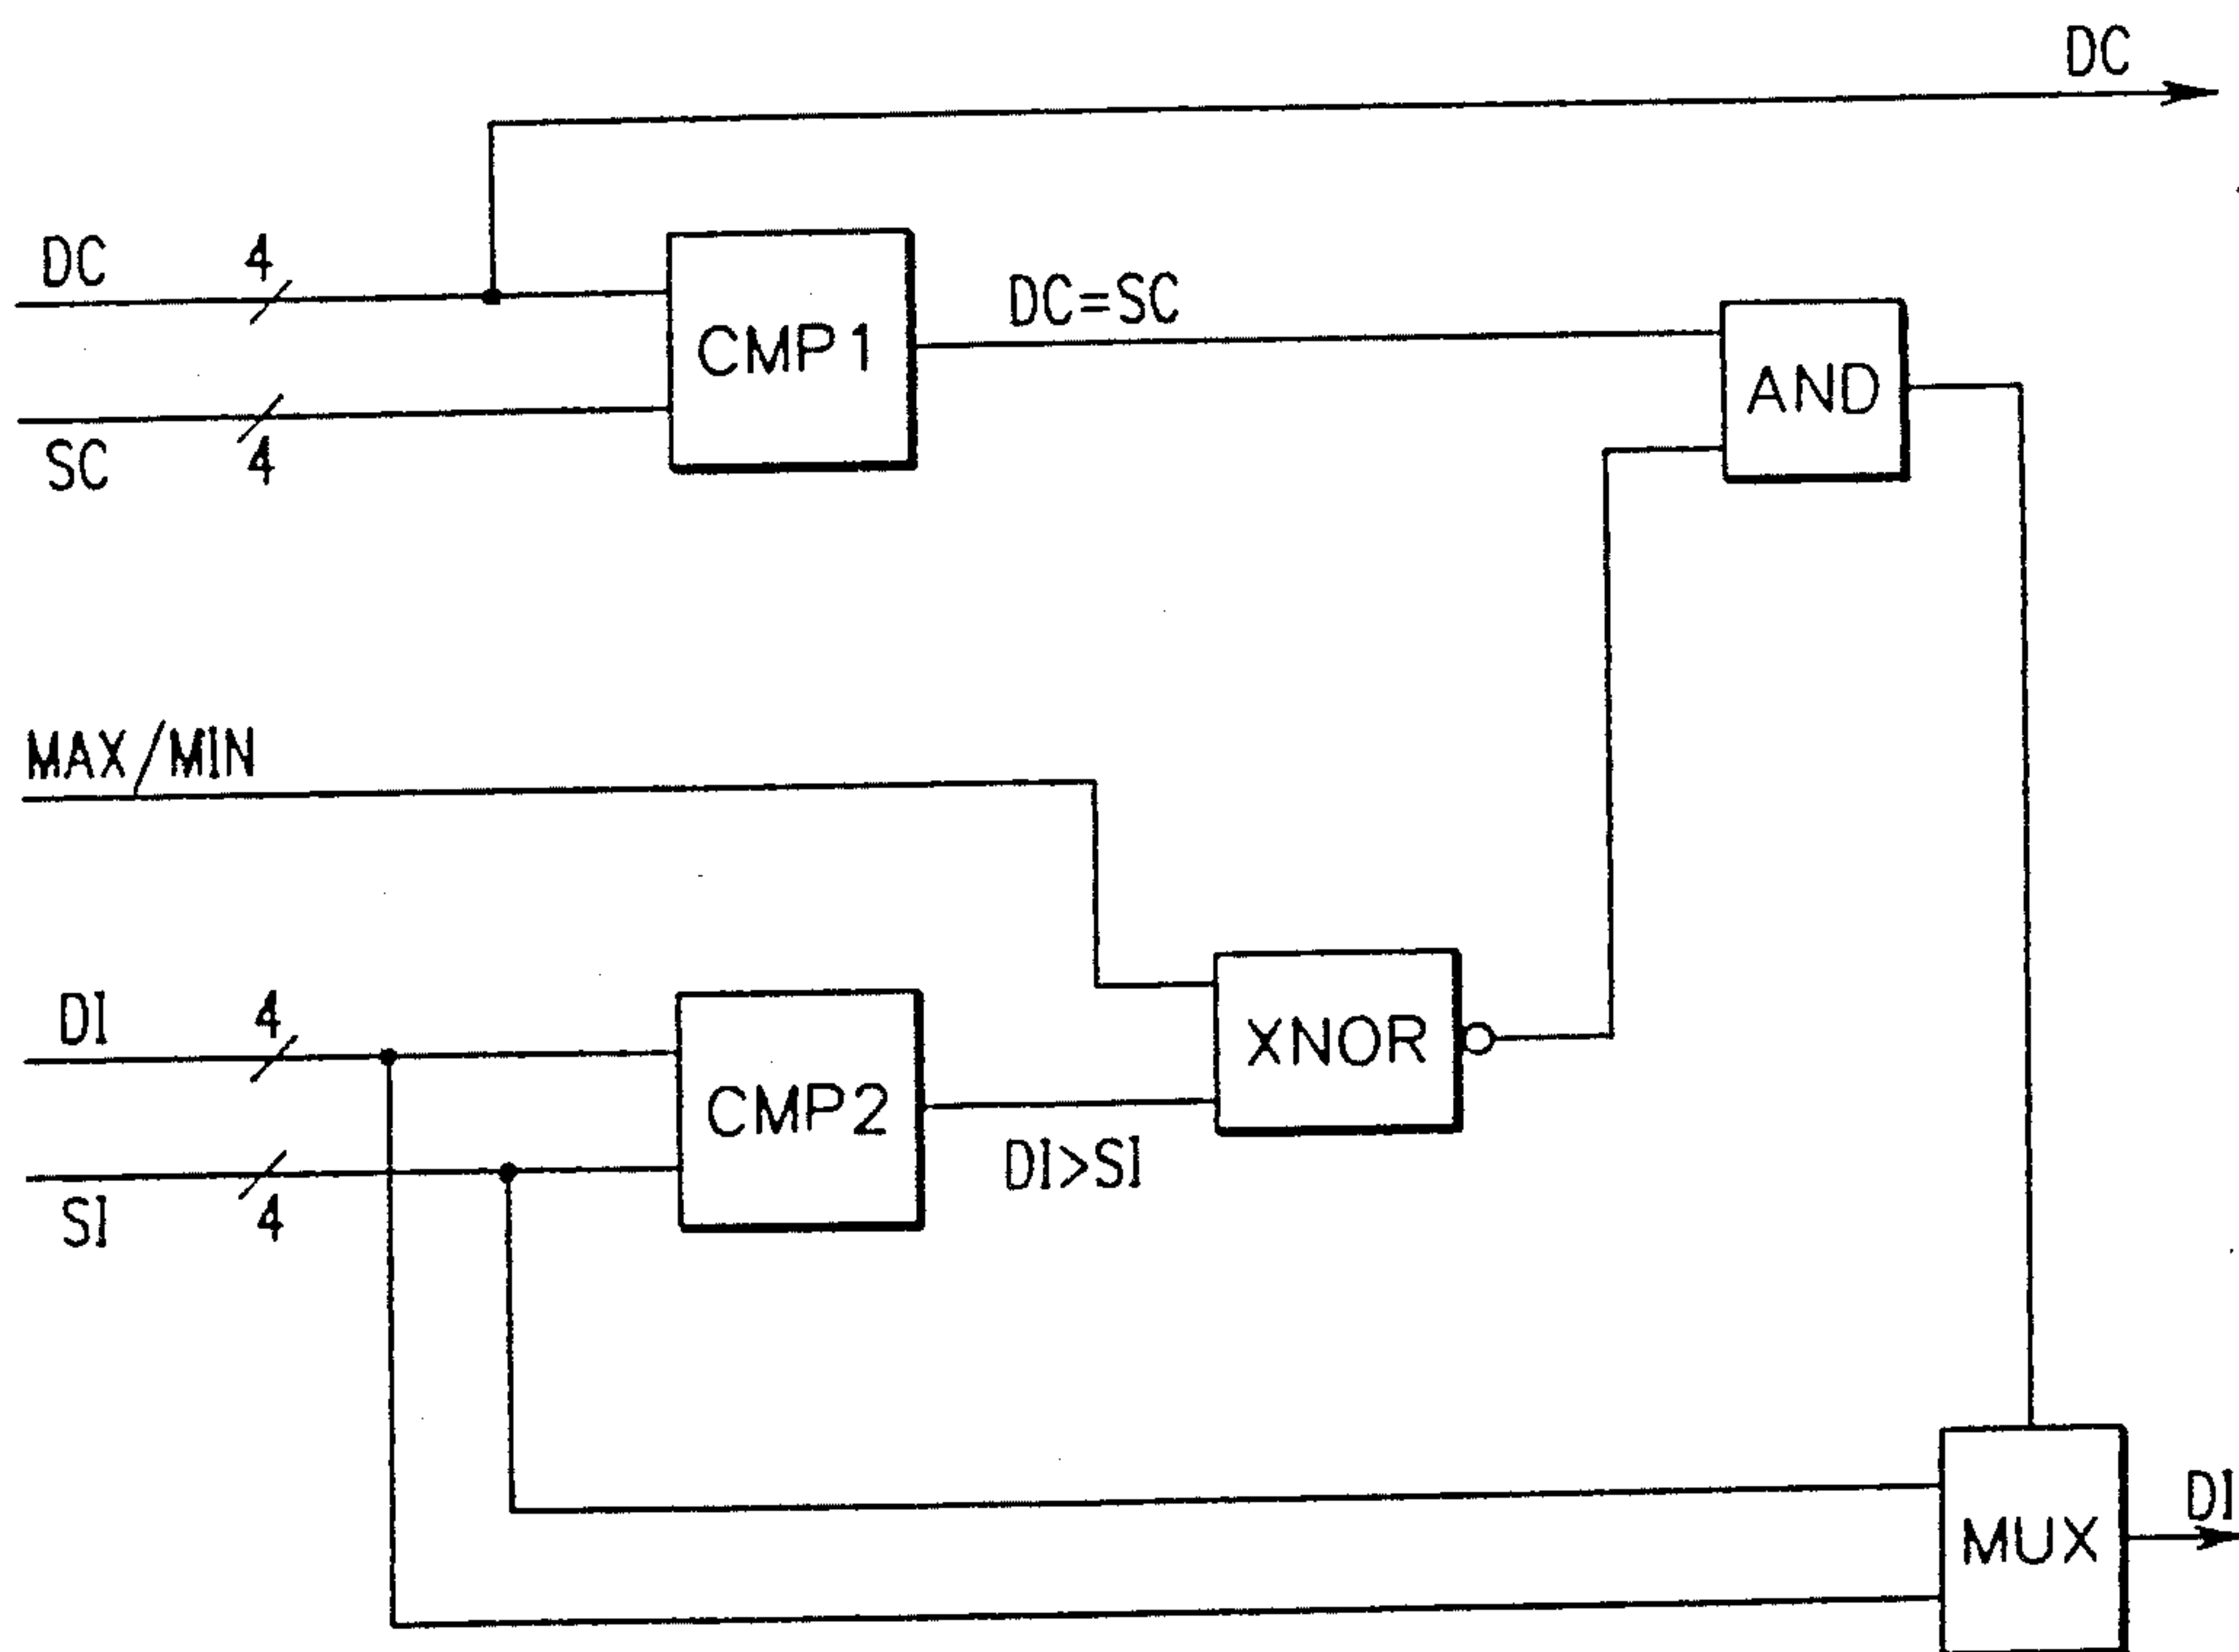 DC
DC
4
CMP1
DC=SC
SC
4
AND
MAX/MIN
DI
4
CMP2
XNOR
SI
4
DI>SI
MUX
DI